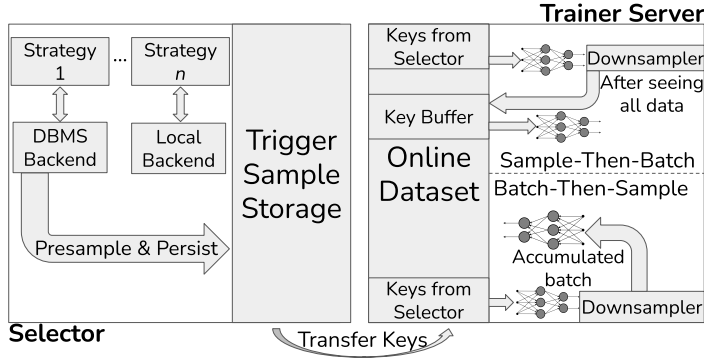 Trainer Server
Strategy
1
...
Strategy
n
DBMS
Backend
Local
Backend
Presample & Persist
Trigger
Sample
Storage
Selector
Transfer Keys
Keys from
Selector
Key Buffer
Online
Dataset
Keys from
Selector
Downsampler
After seeing
all data
Sample-Then-Batch
Batch-Then-Sample
Accumulated
batch
Downsampler